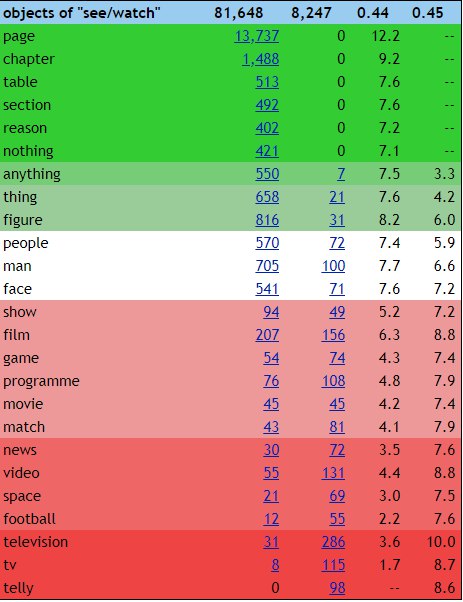 objects of "see/watch" 81,648 8,247 0.44 0.45
page 13,737 0 12.2 --
chapter 1,488 0 9.2 --
table 513 0 7.6 --
section 492 0 7.6 --
reason 402 0 7.2 --
nothing 421 0 7.1 --
anything 550 7 7.5 3.3
thing 658 21 7.6 4.2
figure 816 31 8.2 6.0
people 570 72 7.4 5.9
man 705 100 7.7 6.6
face 541 71 7.6 7.2
show 94 49 5.2 7.2
film 207 156 6.3 8.8
game 54 74 4.3 7.4
programme 76 108 4.8 7.9
movie 45 45 4.2 7.4
match 43 81 4.1 7.9
news 30 72 3.5 7.6
video 55 131 4.4 8.8
space 21 69 3.0 7.5
football 12 55 2.2 7.6
television 31 286 3.6 10.0
tv 8 115 1.7 8.7
telly 0 98 -- 8.6